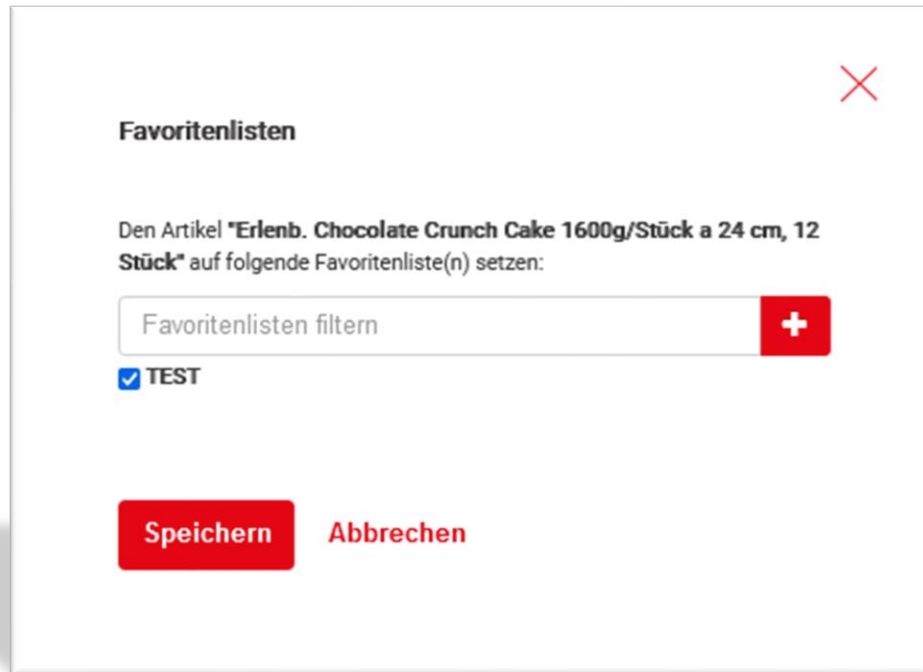 Favoritenlisten
Den Artikel "Erlenb. Chocolate Crunch Cake 1600g/Stück a 24 cm, 12
Stück" auf folgende Favoritenliste(n) setzen:
Favoritenlisten filtern
TEST
Speichern Abbrechen